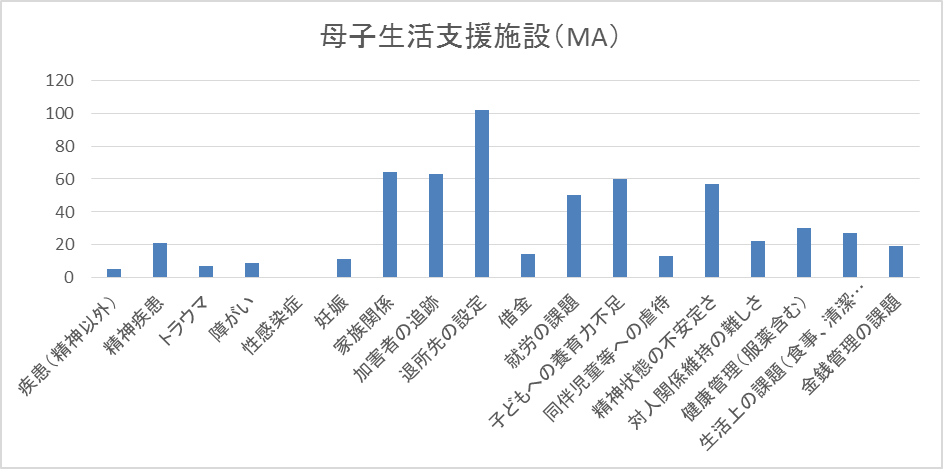 母子生活支援施設（MA）
120
100
80
60
40
20
0
疾患（精神以外）
精神疾患
トラウマ
障がい
性感染症
妊娠
家族関係
加害者の追跡
退所先の設定
借金
就労の課題
子どもへの養育力不足
同伴児童等への虐待
精神状態の不安定さ
対人関係維持の難しさ
健康管理（服薬含む）
生活上の課題（食事、清潔…
金銭管理の課題